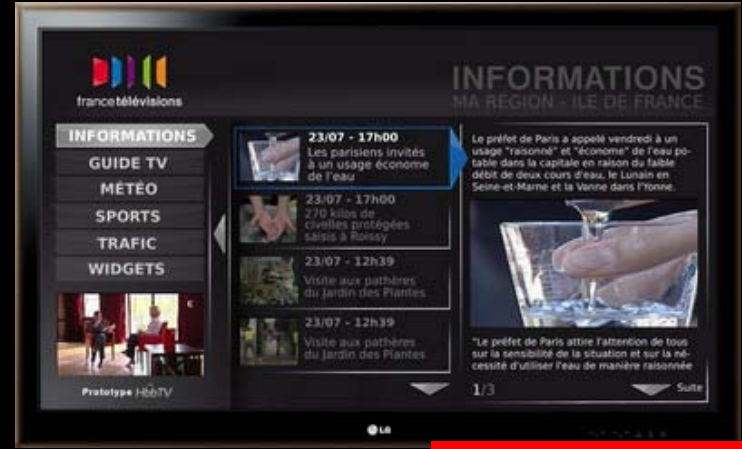 francetélévisions
INFORMATIONS
MA REGION - ILE DE FRANCE
INFORMATIONS
GUIDE TV
MÉTÉO
SPORTS
TRAFIC
WIDGETS
Prototype HbbTV
23/07 - 17h00
Les parisiens invités
à un usage économe
de l'eau
23/07 - 17h00
270 kilos de
civelles protégées
saisis à Roissy
23/07 - 12h39
Visite aux pathères
du Jardin des Plantes
23/07 - 12h39
Visite aux pathères
du Jardin des Plantes
Le préfet de Paris a appelé vendredi à un
usage "raisonné" et "économe" de l'eau po-
table dans la capitale en raison du faible
débit de deux cours d'eau, le Lunain en
Seine-et-Marne et la Vanne dans l'Yonne.
"Le préfet de Paris attire l'attention de tous
sur la sensibilité de la situation et sur la né-
cessité d'utiliser l'eau de manière raisonnée
1/3
Suite
LG